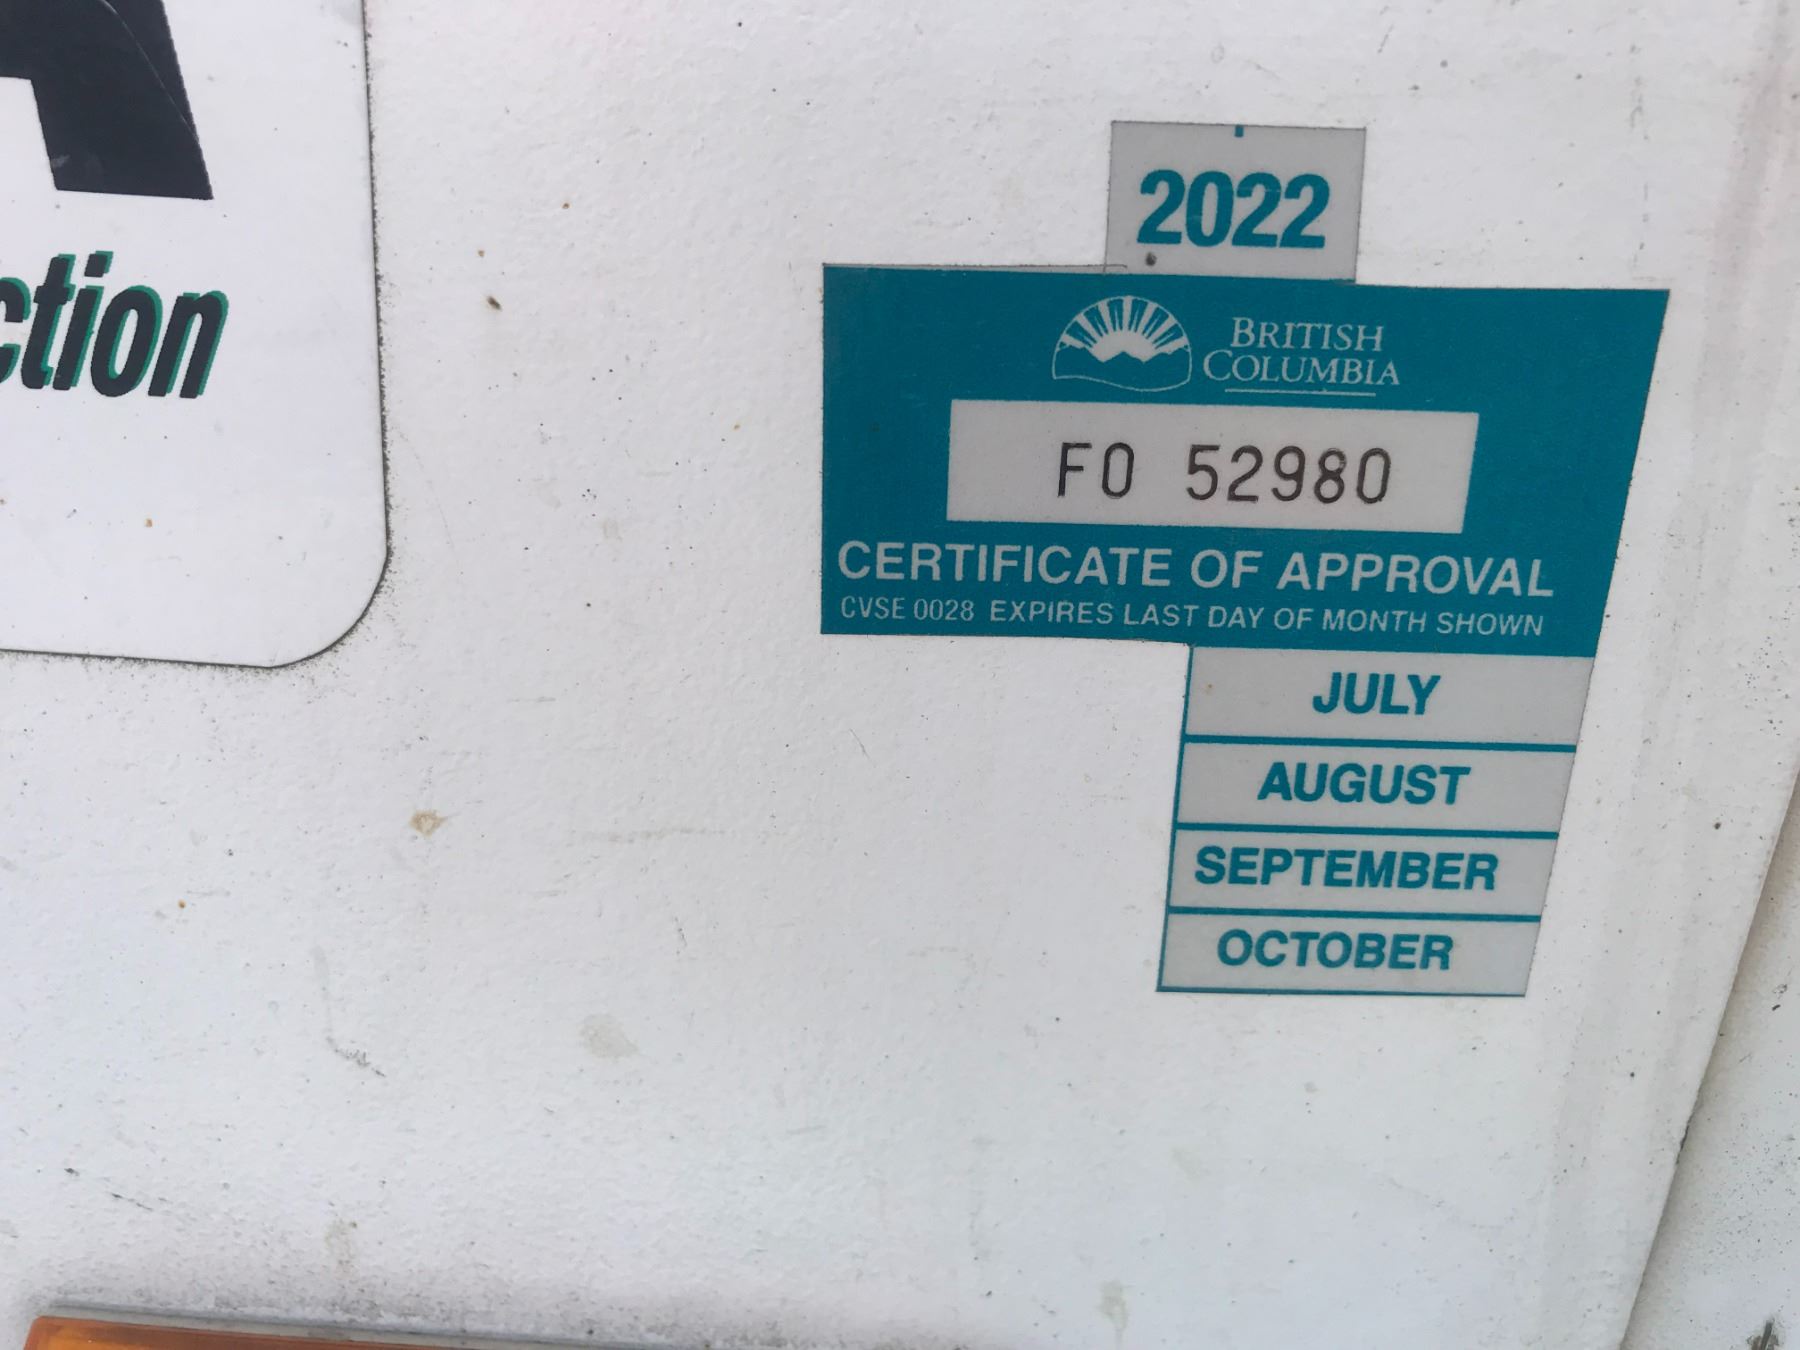 2022
BRITISH
COLUMBIA
FO 52980
CERTIFICATE OF APPROVAL
CVSE 0028 EXPIRES LAST DAY OF MONTH SHOWN
JULY
AUGUST
SEPTEMBER
OCTOBER